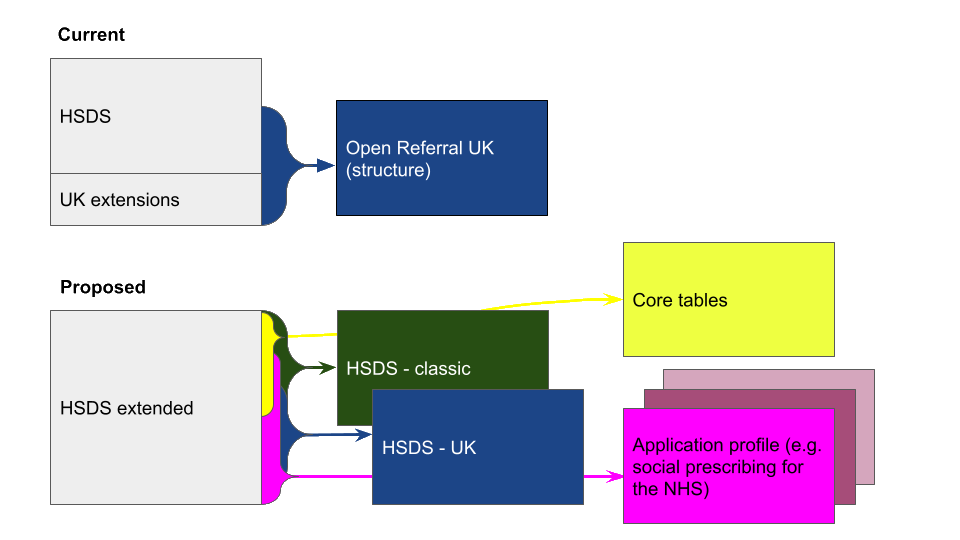 Current
HSDS
UK extensions
Open Referral UK
(structure)
Proposed
HSDS extended
Core tables
HSDS - classic
HSDS - UK
Application profile (e.g.
social prescribing for
the NHS)